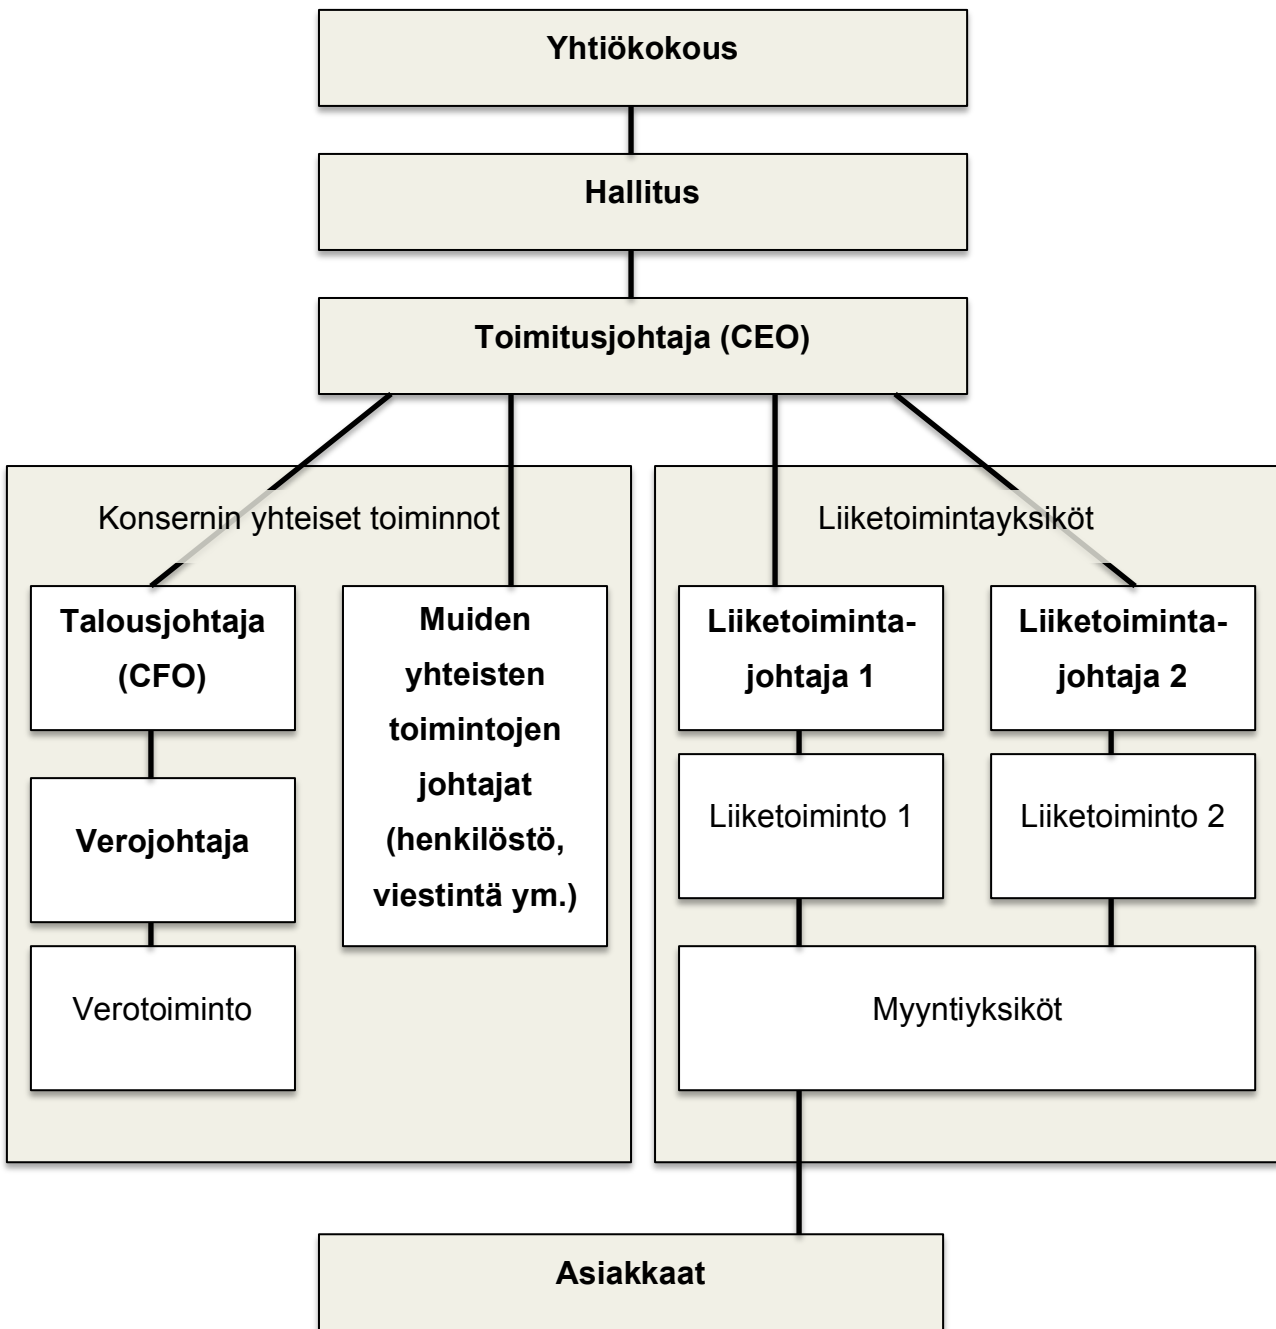 Yhtiökokous
Hallitus
Toimitusjohtaja (CEO)
Konsernin yhteiset toiminnot
Talousjohtaja
(CFO)
Muiden
yhteisten
toimintojen
johtajat
(henkilöstö,
viestintä ym.)
Verojohtaja
Verotoiminto
Liiketoimintayksiköt
Liiketoiminta-
johtaja 1
Liiketoiminta-
johtaja 2
Liiketoiminto 1
Liiketoiminto 2
Myyntiyksiköt
Asiakkaat